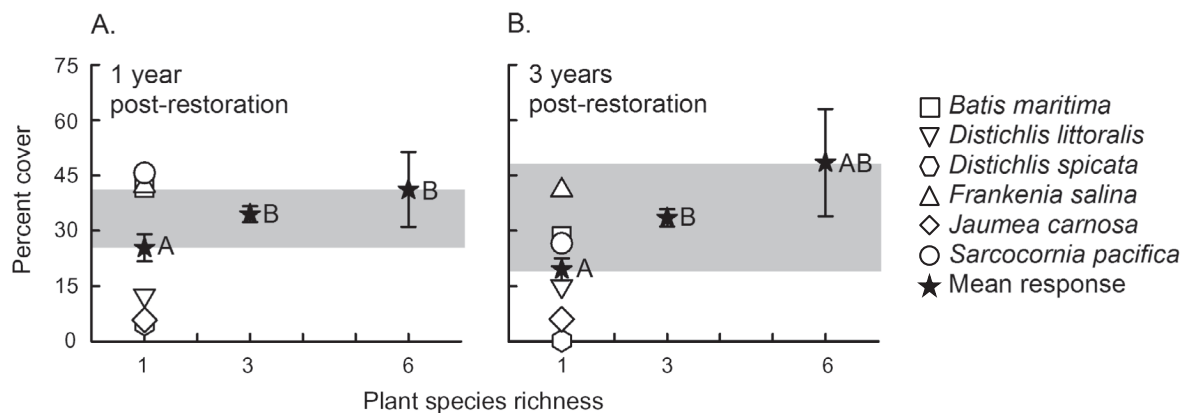 A.
75
60
45
30
15
0
Percent cover
1 year
post-restoration
A
B
B
1
3
6
B.
3 years
post-restoration
A
B
AB
1
3
6
Plant species richness
Batis maritima
Distichlis littoralis
Distichlis spicata
Frankenia salina
Jaumea carnosa
Sarcocornia pacifica
Mean response